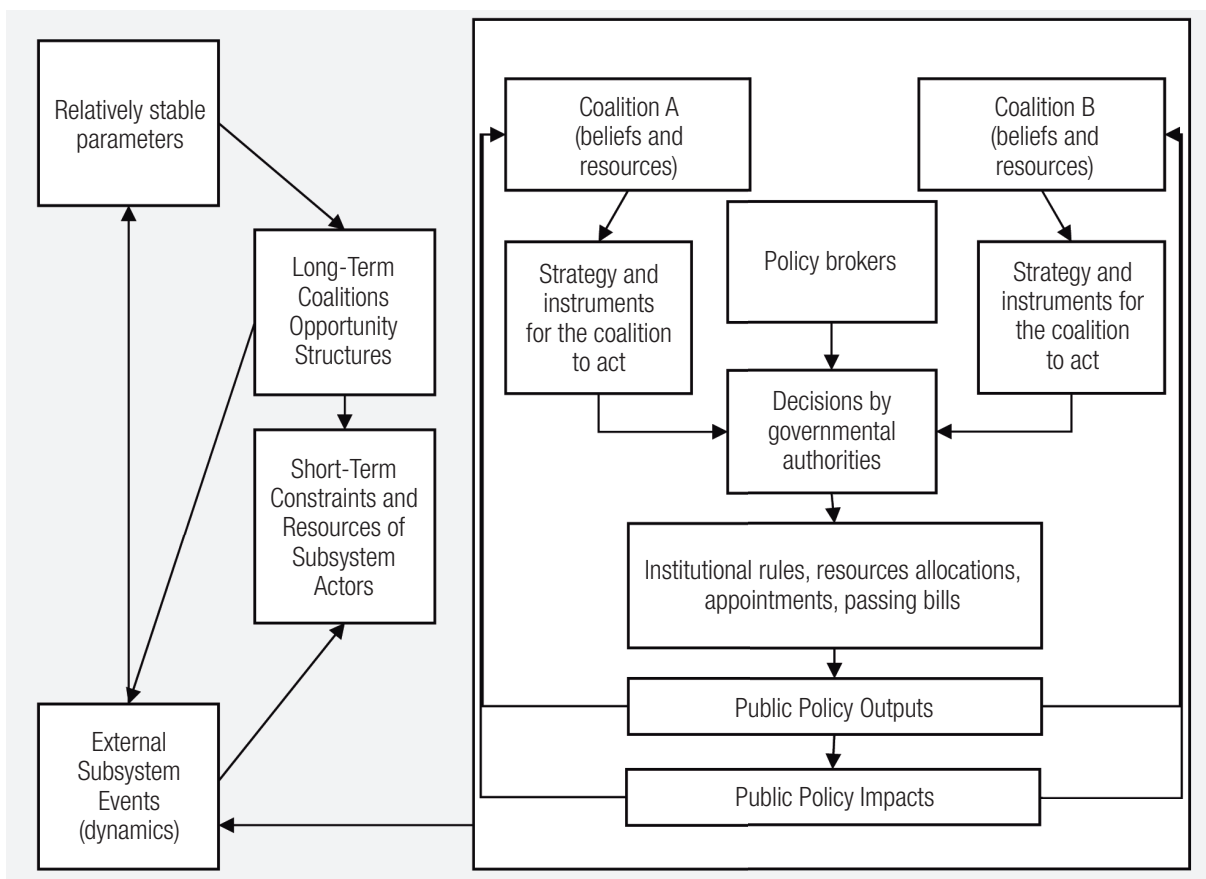 Relatively stable
parameters
Long-Term
Coalitions
Opportunity
Structures
Short-Term
Constraints and
Resources of
Subsystem
Actors
External
Subsystem
Events
(dynamics)
Coalition A
(beliefs and
resources)
Coalition B
(beliefs and
resources)
Strategy and
instruments
for the coalition
to act
Policy brokers
Strategy and
instruments for
the coalition
to act
Decisions by
governmental
authorities
Institutional rules, resources allocations,
appointments, passing bills
Public Policy Outputs
Public Policy Impacts